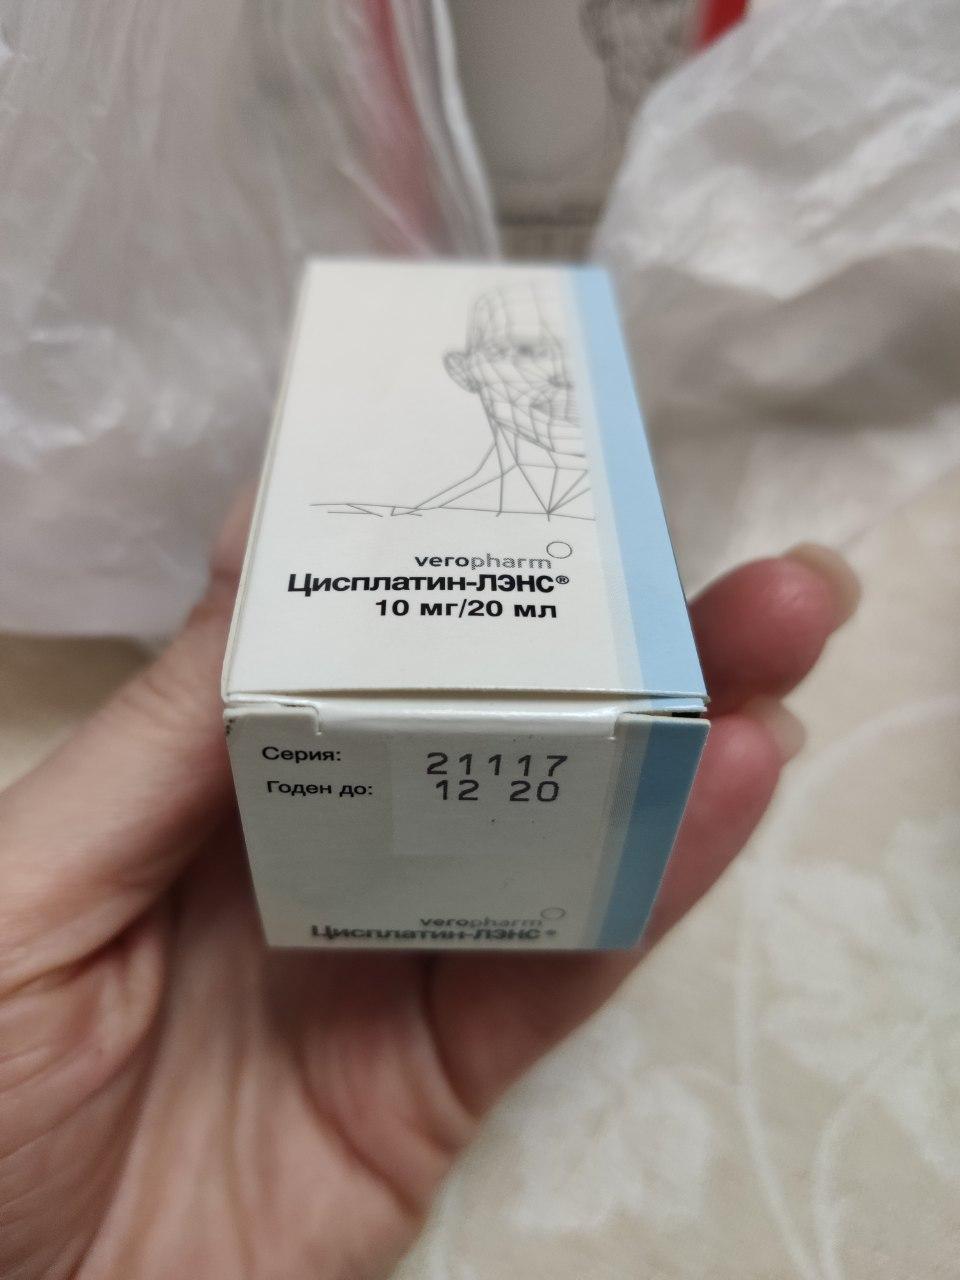 veropharm
Цисплатин-ЛЭНС®
10 мг/20 мл
Серия: 21117
Годен до: 12 20
veropharm
Цисплатин-ЛЭНС®